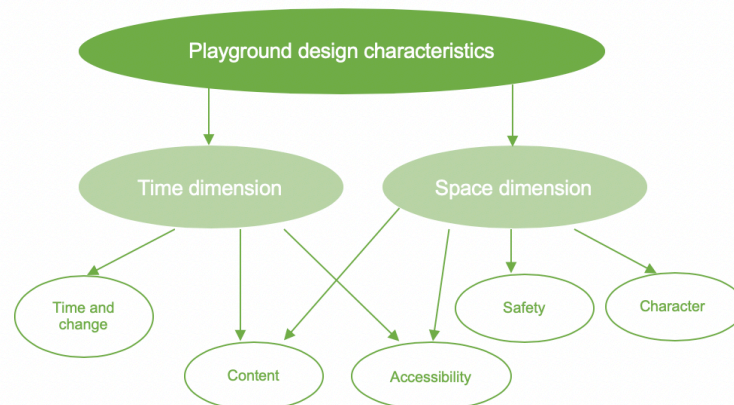 Playground design characteristics
Time dimension
Space dimension
Time and
change
Safety
Character
Content
Accessibility